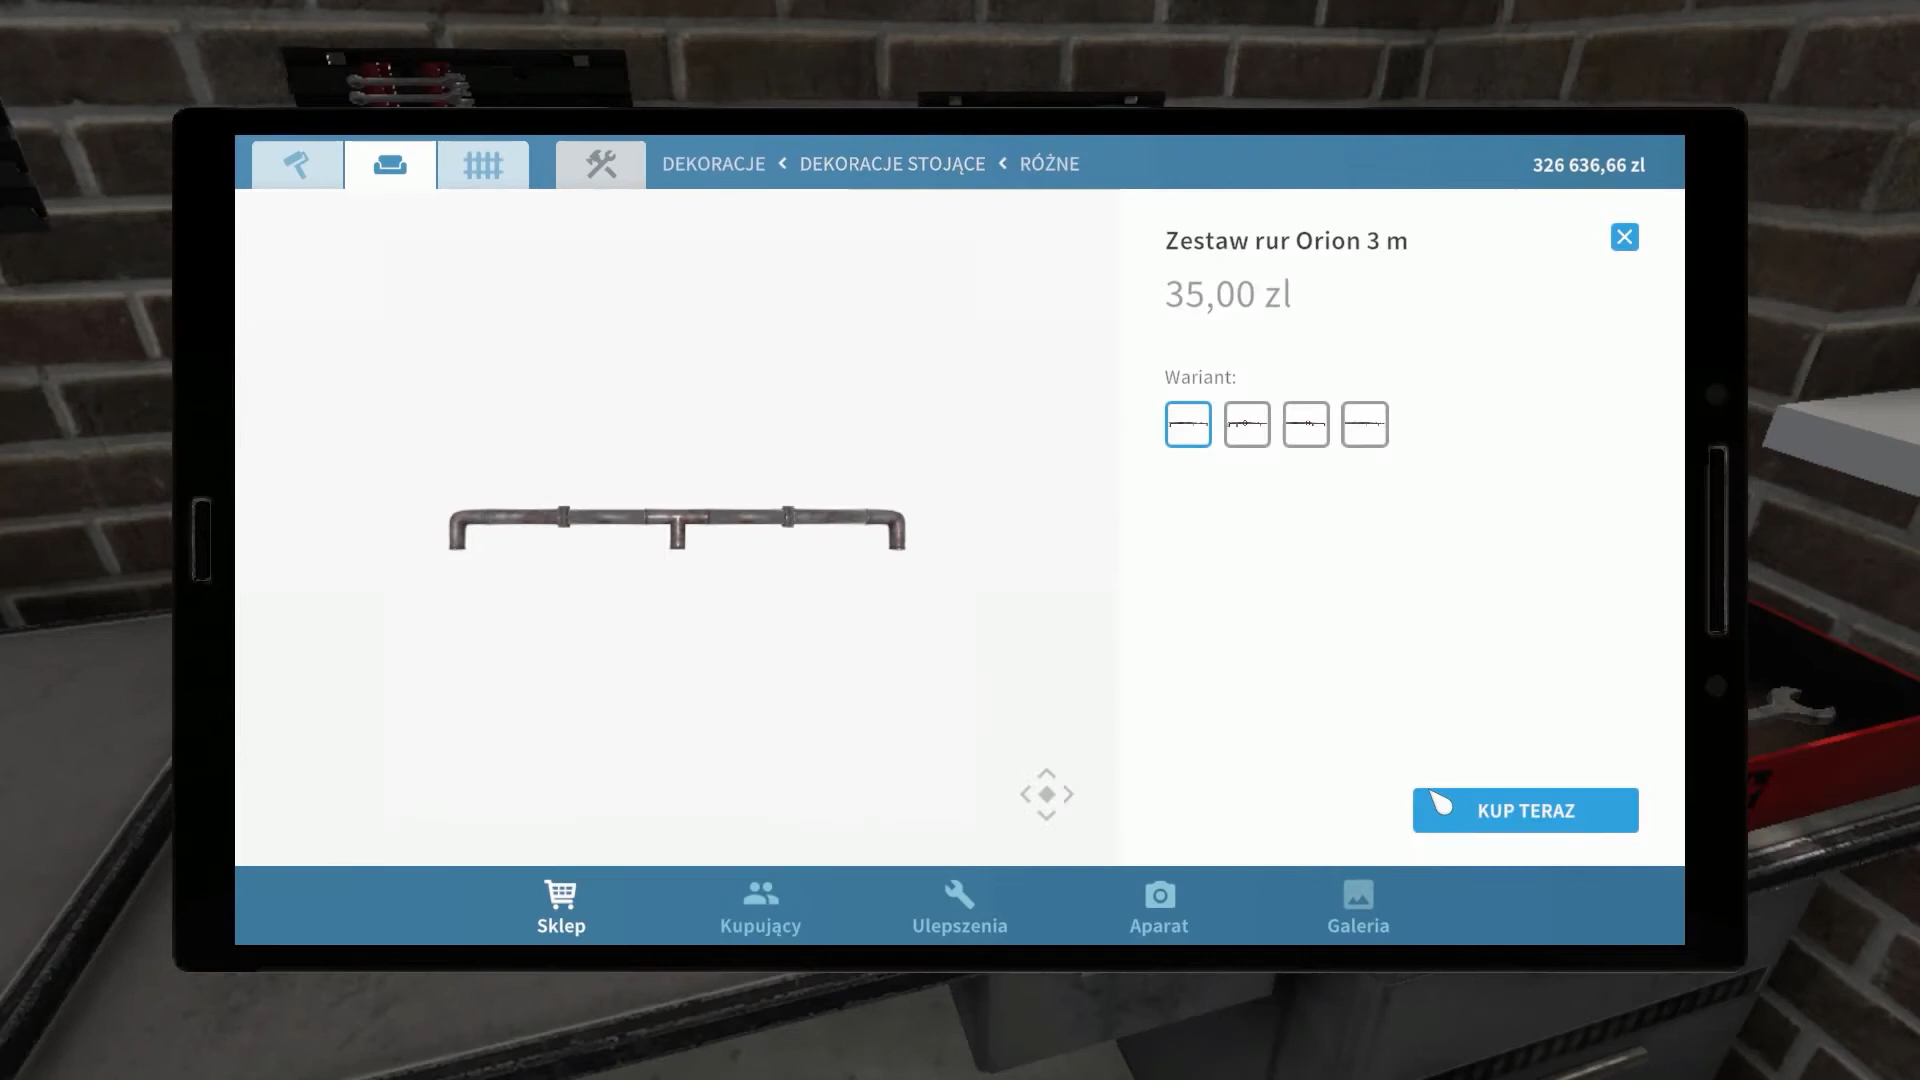 DEKORACJE < DEKORACJE STOJĄCE < RÓŻNE
326 636,66 zl
Zestaw rur Orion 3 m
35,00 zl
Wariant:
KUP TERAZ
Sklep
Kupujący
Ulepszenia
Aparat
Galeria